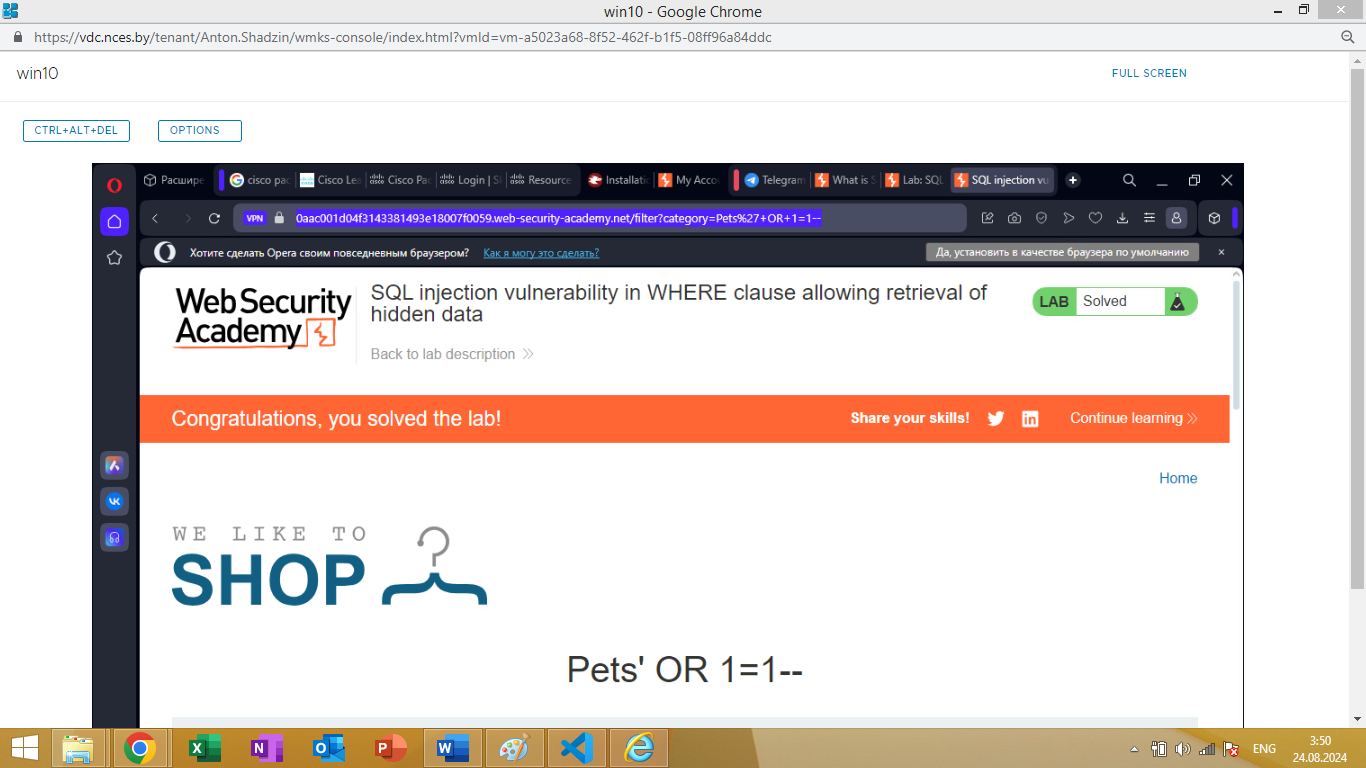 win10 - Google Chrome
https://vdc.nces.by/tenant/Anton.Shadzin/wmks-console/index.html?vmId=vm-a5023a68-8f52-462f-b1f5-08ff96a84ddc
win10
FULL SCREEN
CTRL+ALT+DEL
OPTIONS
Расшире
cisco pac
Cisco Lea
Cisco Pac
Login | S
Resource
Installati
My Acco
Telegram
What is S
Lab: SQL
SQL injection vu
VPN
0aac001d04f3143381493e18007f0059.web-security-academy.net/filter?category=Pets%27+OR+1=1--
Хотите сделать Opera своим повседневным браузером?
Как я могу это сделать?
Да, установить в качестве браузера по умолчанию
Web Security
Academy
SQL injection vulnerability in WHERE clause allowing retrieval of
hidden data
Back to lab description
LAB
Solved
Congratulations, you solved the lab!
Share your skills!
Continue learning
Home
WE LIKE TO
SHOP
Pets' OR 1=1--
ENG
3:50
24.08.2024